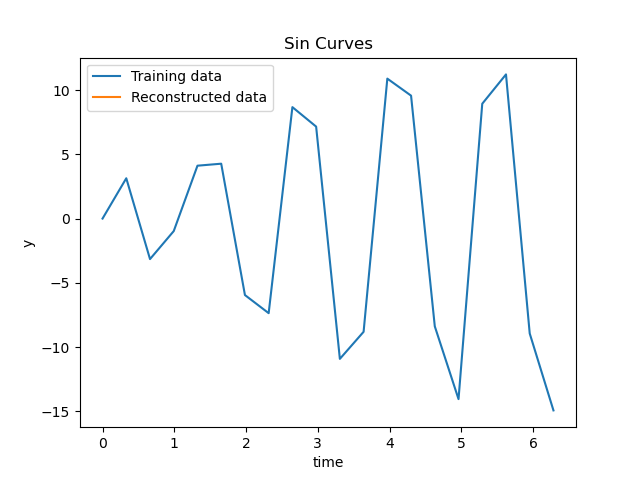 Sin Curves
Training data
Reconstructed data
10
5
0
−5
−10
−15
y
0 1 2 3 4 5 6
time